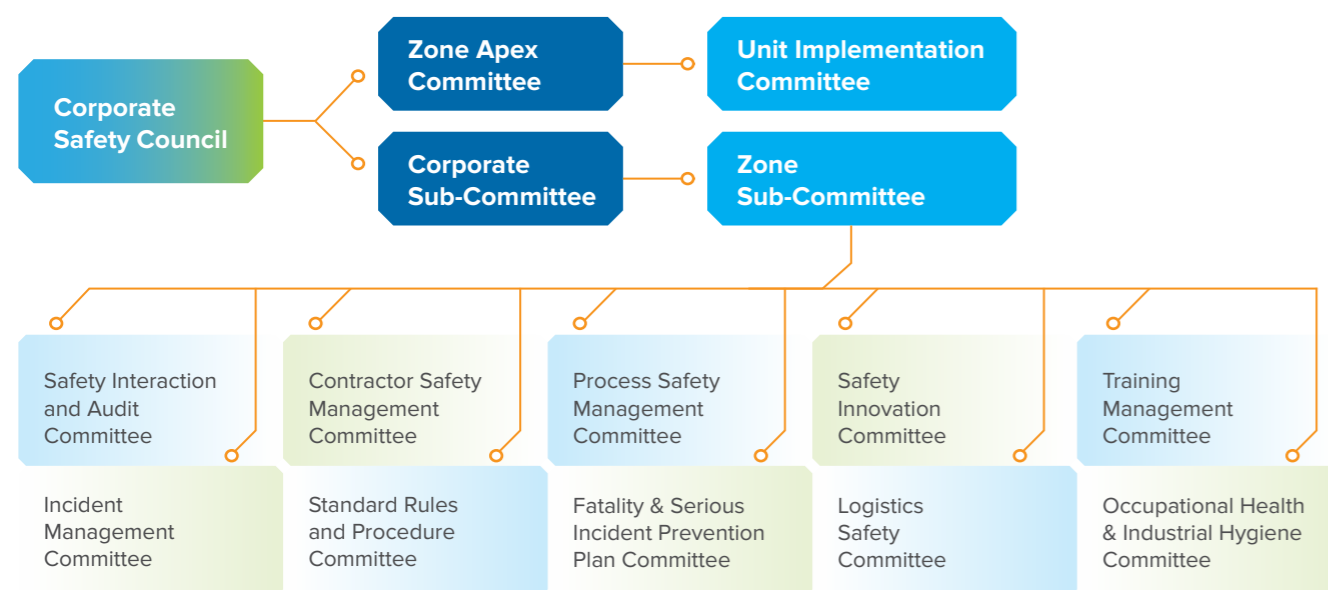 Corporate
Safety Council
Zone Apex
Committee
Unit Implementation
Committee
Corporate
Sub-Committee
Zone
Sub-Committee
Safety Interaction
and Audit
Committee
Contractor Safety
Management
Committee
Process Safety
Management
Committee
Safety
Innovation
Committee
Training
Management
Committee
Incident
Management
Committee
Standard Rules
and Procedure
Committee
Fatality & Serious
Incident Prevention
Plan Committee
Logistics
Safety
Committee
Occupational Health
& Industrial Hygiene
Committee